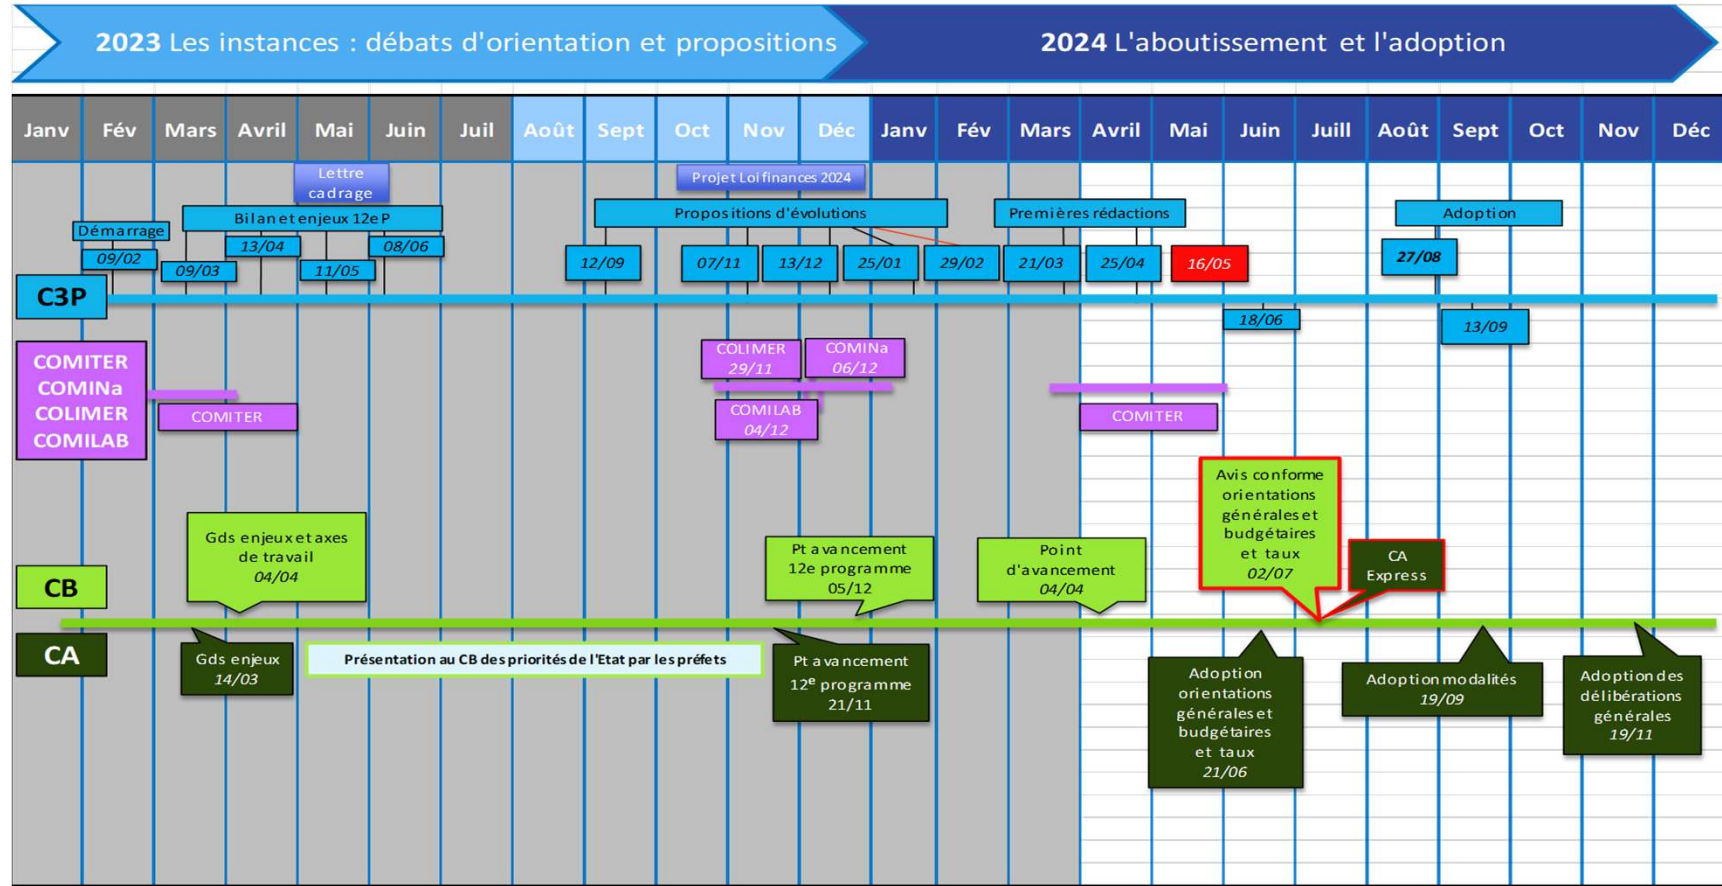 2023 Les instances : débats d'orientation et propositions
2024 L'aboutissement et l'adoption
Janv Fév Mars Avril Mai Juin Juil Août Sept Oct Nov Déc Janv Fév Mars Avril Mai Juin Juill Août Sept Oct Nov Déc
Lettre
cadrage
Projet Loi finances 2024
Démarrage
Bilan et enjeux 12e P
Propositions d'évolutions
Premières rédactions
Adoption
09/02
09/03
13/04
11/05
08/06
12/09
07/11
13/12
25/01
29/02
21/03
25/04
16/05
27/08
C3P
18/06
13/09
COMITER
COMINa
COLIMER
COMILAB
COMITER
COLIMER
29/11
COMINa
06/12
COMILAB
04/12
COMITER
CB
Gds enjeux et axes
de travail
04/04
Pt avancement
12e programme
05/12
Point
d'avancement
04/04
Avis conforme
orientations
générales et
budgétaires
et taux
02/07
CA
Express
CA
Gds enjeux
14/03
Présentation au CB des priorités de l'Etat par les préfets
Pt avancement
12e programme
21/11
Adoption
orientations
générales et
budgétaires
et taux
21/06
Adoption modalités
19/09
Adoption des
délibérations
générales
19/11